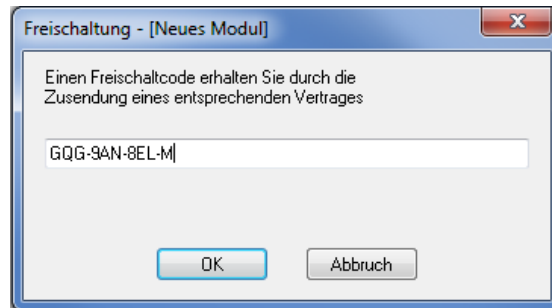 Freischaltung - [Neues Modul]
Einen Freischaltcode erhalten Sie durch die
Zusendung eines entsprechenden Vertrages
GQG-9AN-8EL-M
OK
Abbruch